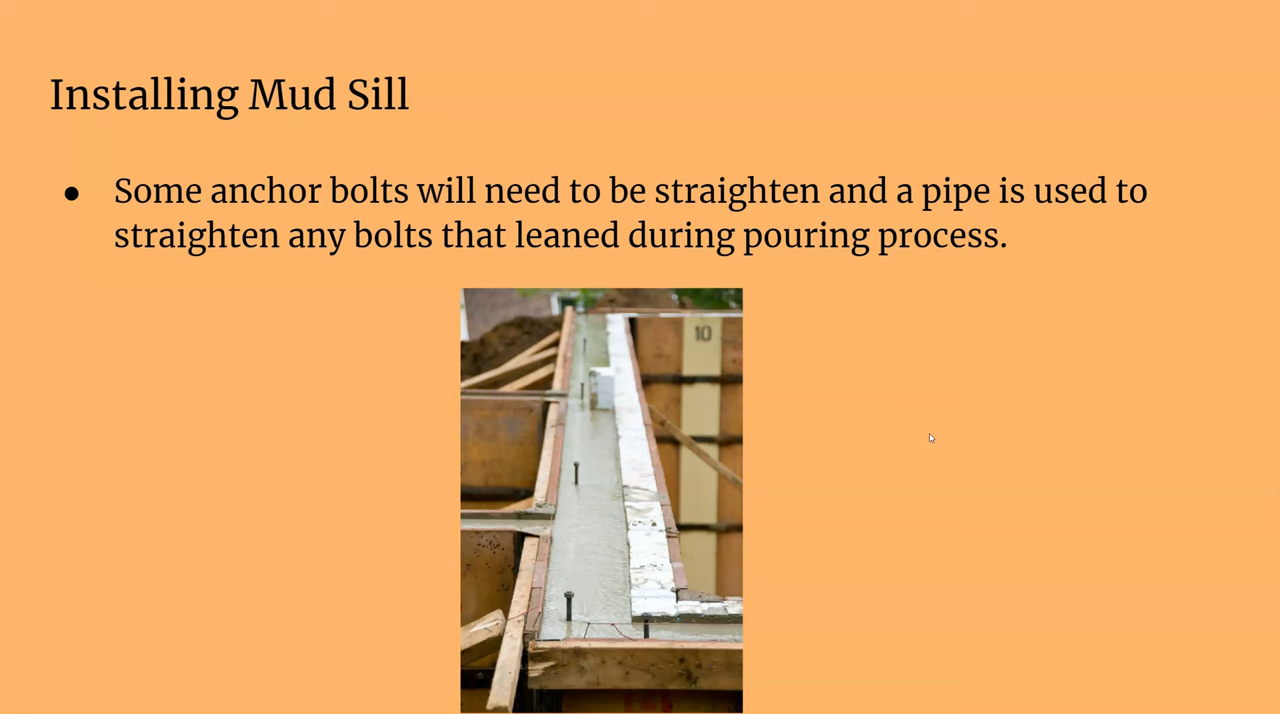 Installing Mud Sill
● Some anchor bolts will need to be straighten and a pipe is used to
straighten any bolts that leaned during pouring process.
10